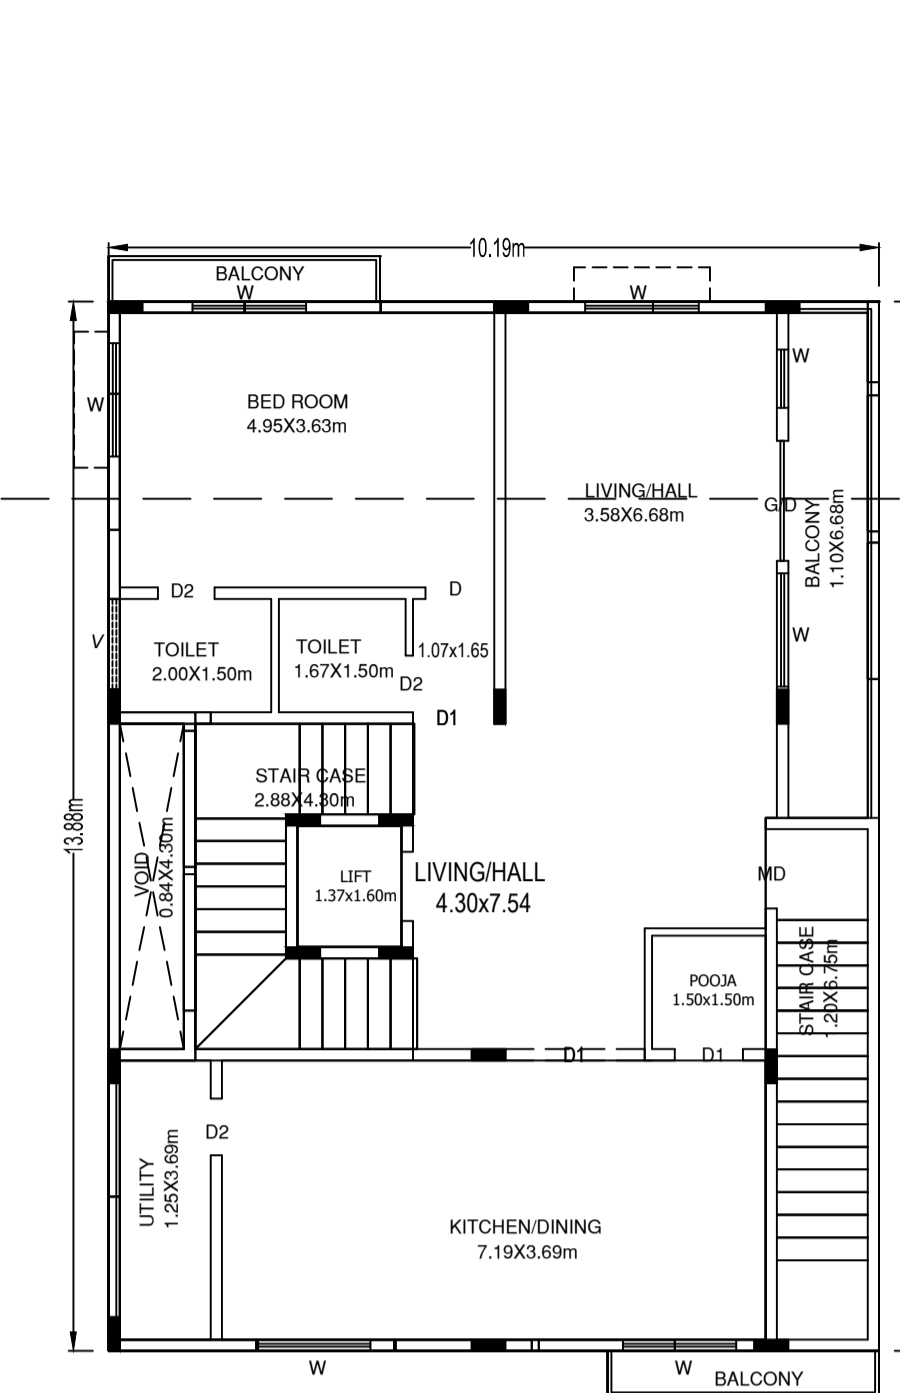 10.19m
BALCONY
W
W
W
W
BED ROOM
4.95X3.63m
LIVING/HALL
3.58X6.68m
G/D
BALCONY
1.10X6.68m
D2
D
V
TOILET
2.00X1.50m
TOILET
1.67X1.50m
1.07x1.65
W
D2
D1
STAIR CASE
2.88X4.30m
13.88m
VOID
0.84X4.30m
LIFT
1.37x1.60m
LIVING/HALL
4.30x7.54
MD
POOJA
1.50x1.50m
STAIR CASE
1.20X6.75m
D1
D1
D2
UTILITY
1.25X3.69m
KITCHEN/DINING
7.19X3.69m
W
W
BALCONY